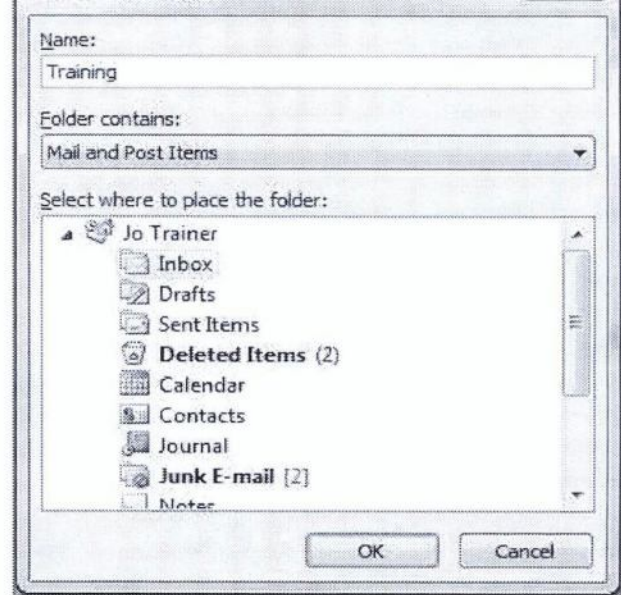 Name:
Training
Folder contains:
Mail and Post Items
Select where to place the folder:
Jo Trainer
Inbox
Drafts
Sent Items
Deleted Items (2)
Calendar
Contacts
Journal
Junk E-mail [2]
Notes
OK Cancel